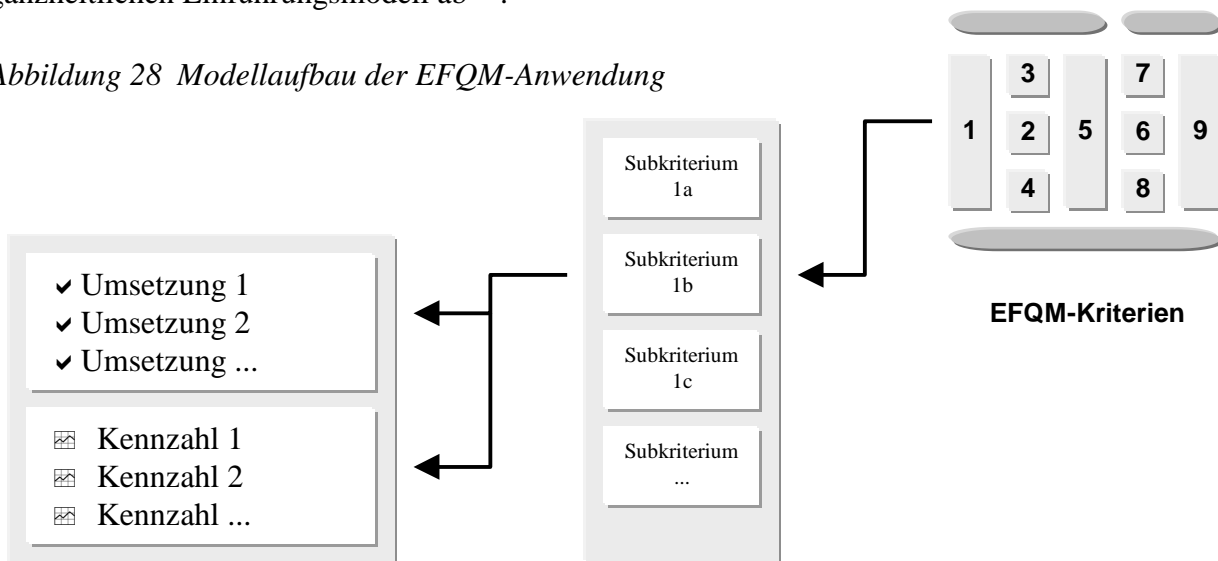 ganzheitlichen Einführungsmodell ab
Abbildung 28 Modellaufbau der EFQM-Anwendung
3 7
1 2 5 6 9
4 8
EFQM-Kriterien
Subkriterium
1a
Subkriterium
1b
Subkriterium
1c
Subkriterium
...
Umsetzung 1
Umsetzung 2
Umsetzung ...
Kennzahl 1
Kennzahl 2
Kennzahl ...